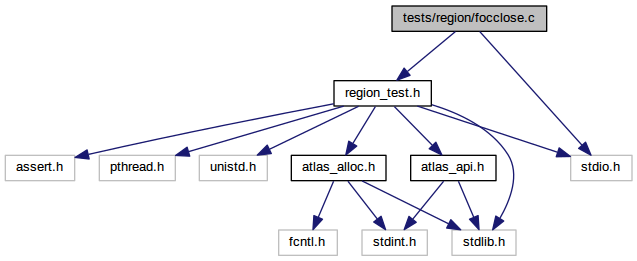 tests/region/focclose.c
region_test.h
assert.h
pthread.h
unistd.h
atlas_alloc.h
atlas_api.h
stdio.h
fcntl.h
stdint.h
stdlib.h